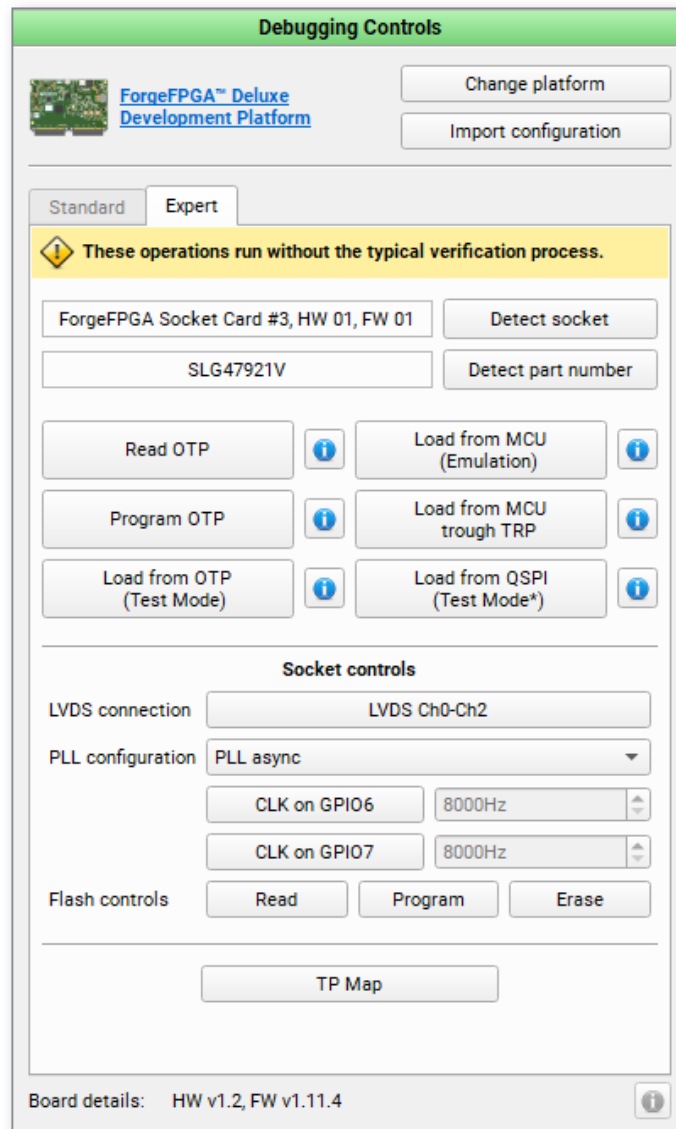 Debugging Controls
ForgeFPGA™ Deluxe
Development Platform
Change platform
Import configuration
Standard
Expert
These operations run without the typical verification process.
ForgeFPGA Socket Card #3, HW 01, FW 01
Detect socket
SLG47921V
Detect part number
Read OTP
Load from MCU
(Emulation)
Program OTP
Load from MCU
trough TRP
Load from OTP
(Test Mode)
Load from QSPI
(Test Mode*)
Socket controls
LVDS connection
LVDS Ch0-Ch2
PLL configuration
PLL async
CLK on GPIO6
8000Hz
CLK on GPIO7
8000Hz
Flash controls
Read
Program
Erase
TP Map
Board details: HW v1.2, FW v1.11.4